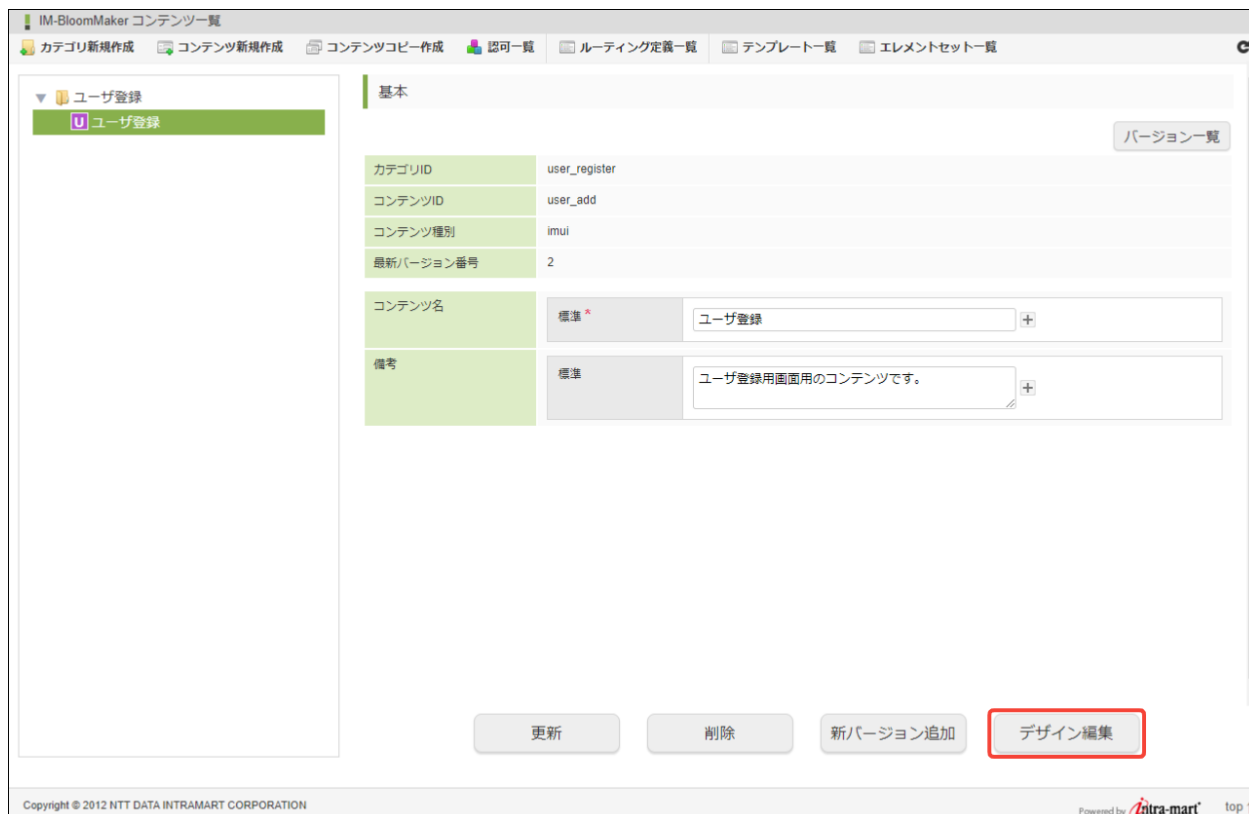 IM-BloomMaker コンテンツ一覧
カテゴリ新規作成 コンテンツ新規作成 コンテンツコピー作成 認可一覧 ルーティング定義一覧 テンプレート一覧 エレメントセット一覧
ユーザ登録
U ユーザ登録
基本
バージョン一覧
カテゴリID user_register
コンテンツID user_add
コンテンツ種別 imui
最新バージョン番号 2
コンテンツ名 標準* ユーザ登録
備考 標準 ユーザ登録用画面用のコンテンツです。
更新 削除 新バージョン追加 デザイン編集
Copyright © 2012 NTT DATA INTRAMART CORPORATION
Powered by intra-mart top